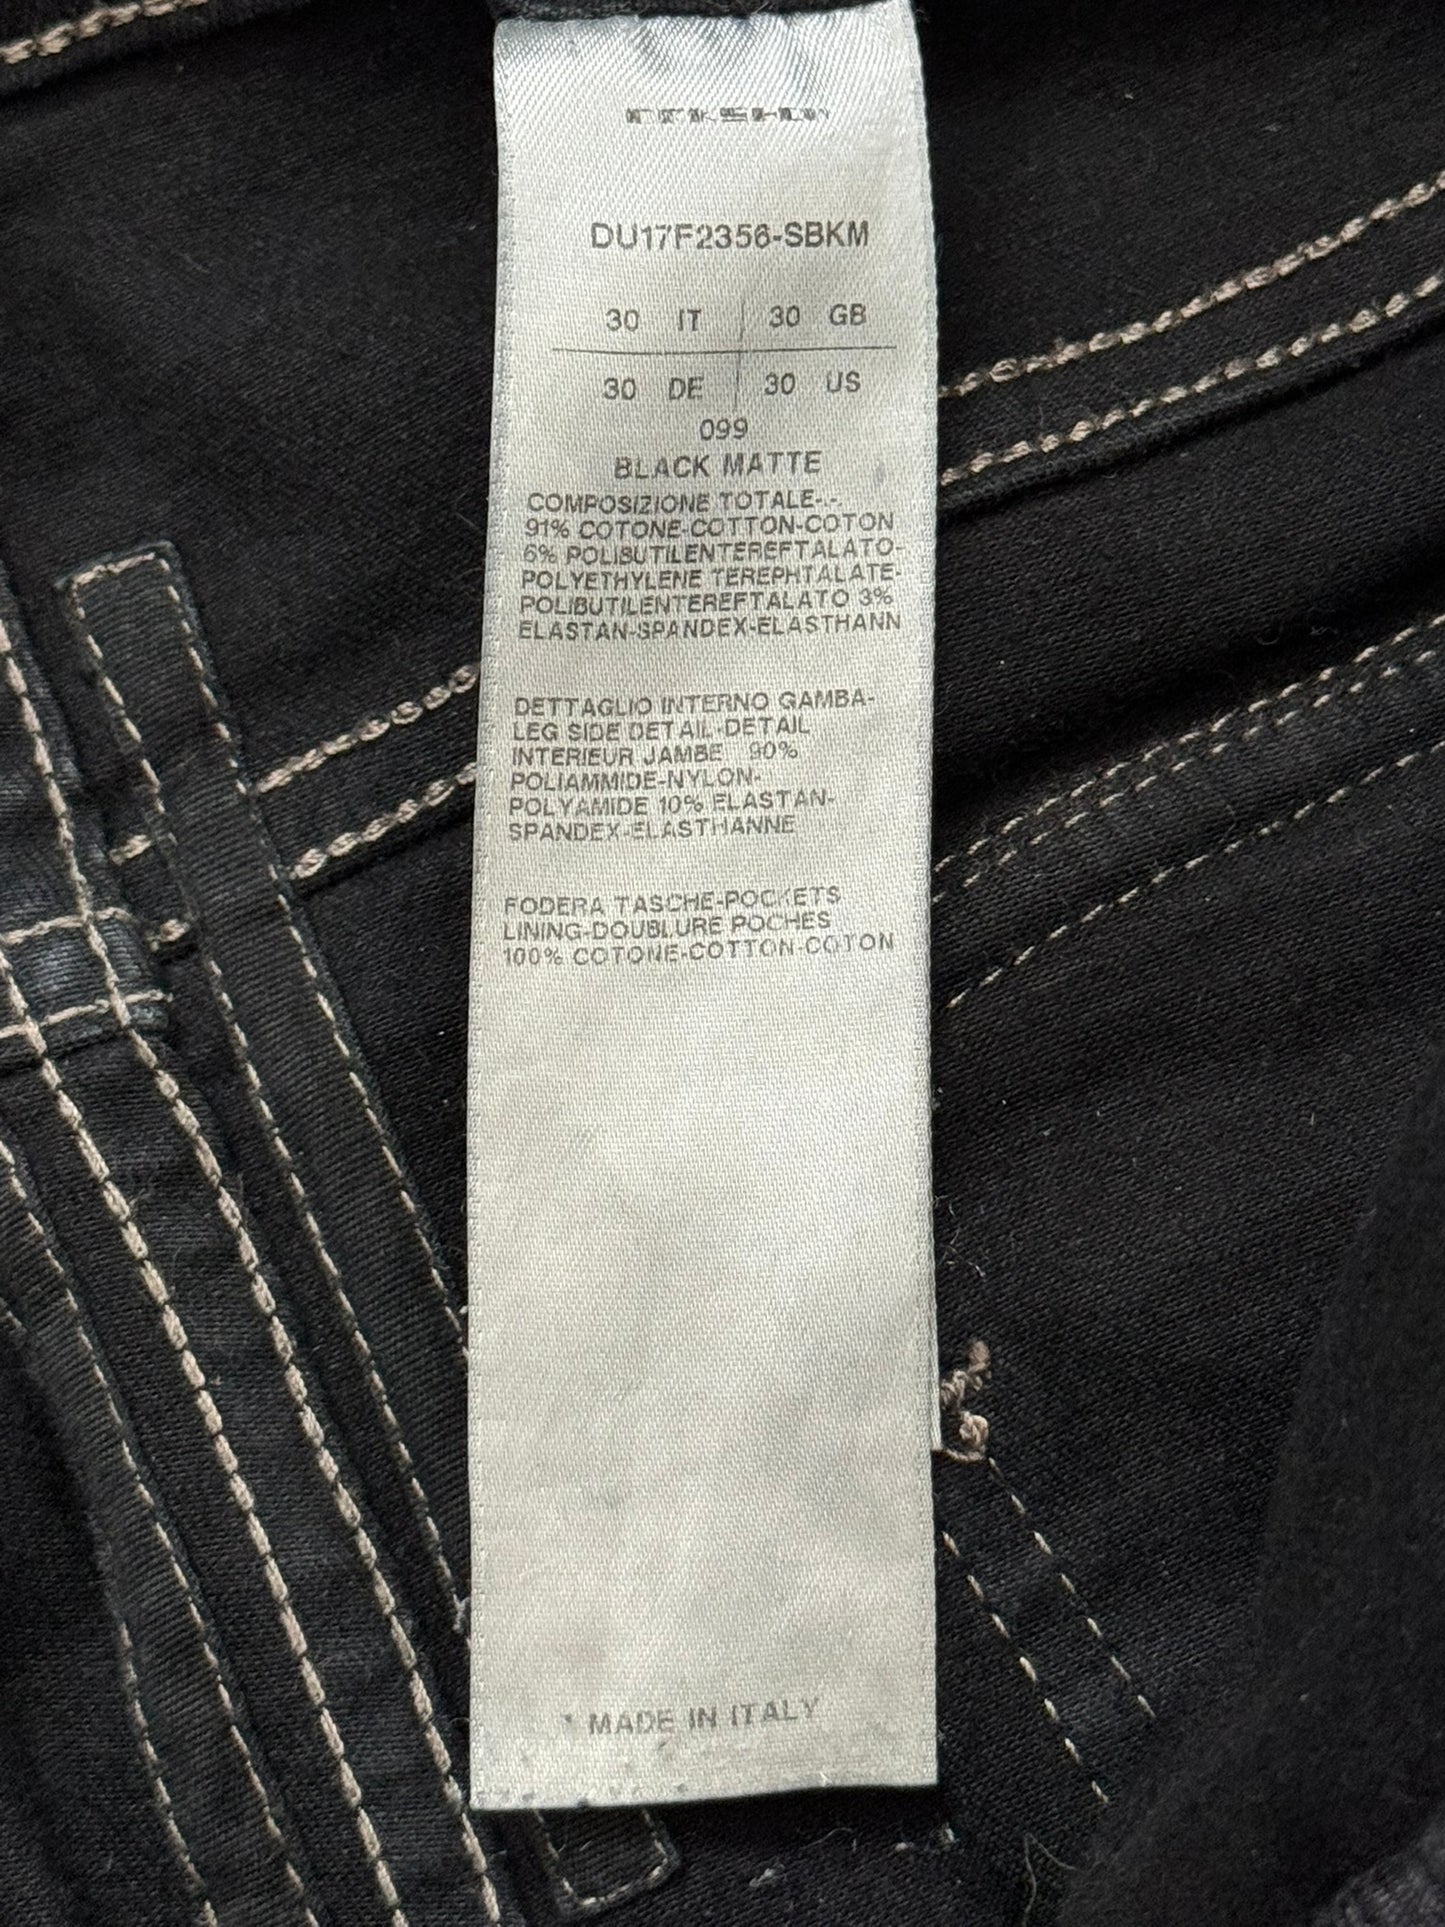 DRKSHDW
DU17F2356-SBKM
30 IT 30 GB
30 DE 30 US
099
BLACK MATTE
COMPOSIZIONE TOTALE-.-
91% COTONE-COTTON-COTON
6% POLIBUTILENTEREFTALATO-
POLYETHYLENE TEREPHTALATE-
POLIBUTILENTEREFTALATO 3%
ELASTAN-SPANDEX-ELASTHANN
DETTAGLIO INTERNO GAMBA-
LEG SIDE DETAIL-DETAIL
INTERIEUR JAMBE 90%
POLIAMMIDE-NYLON-
POLYAMIDE 10% ELASTAN-
SPANDEX-ELASTHANNE
FODERA TASCHE-POCKETS
LINING-DOUBLURE POCHES
100% COTONE-COTTON-COTON
MADE IN ITALY